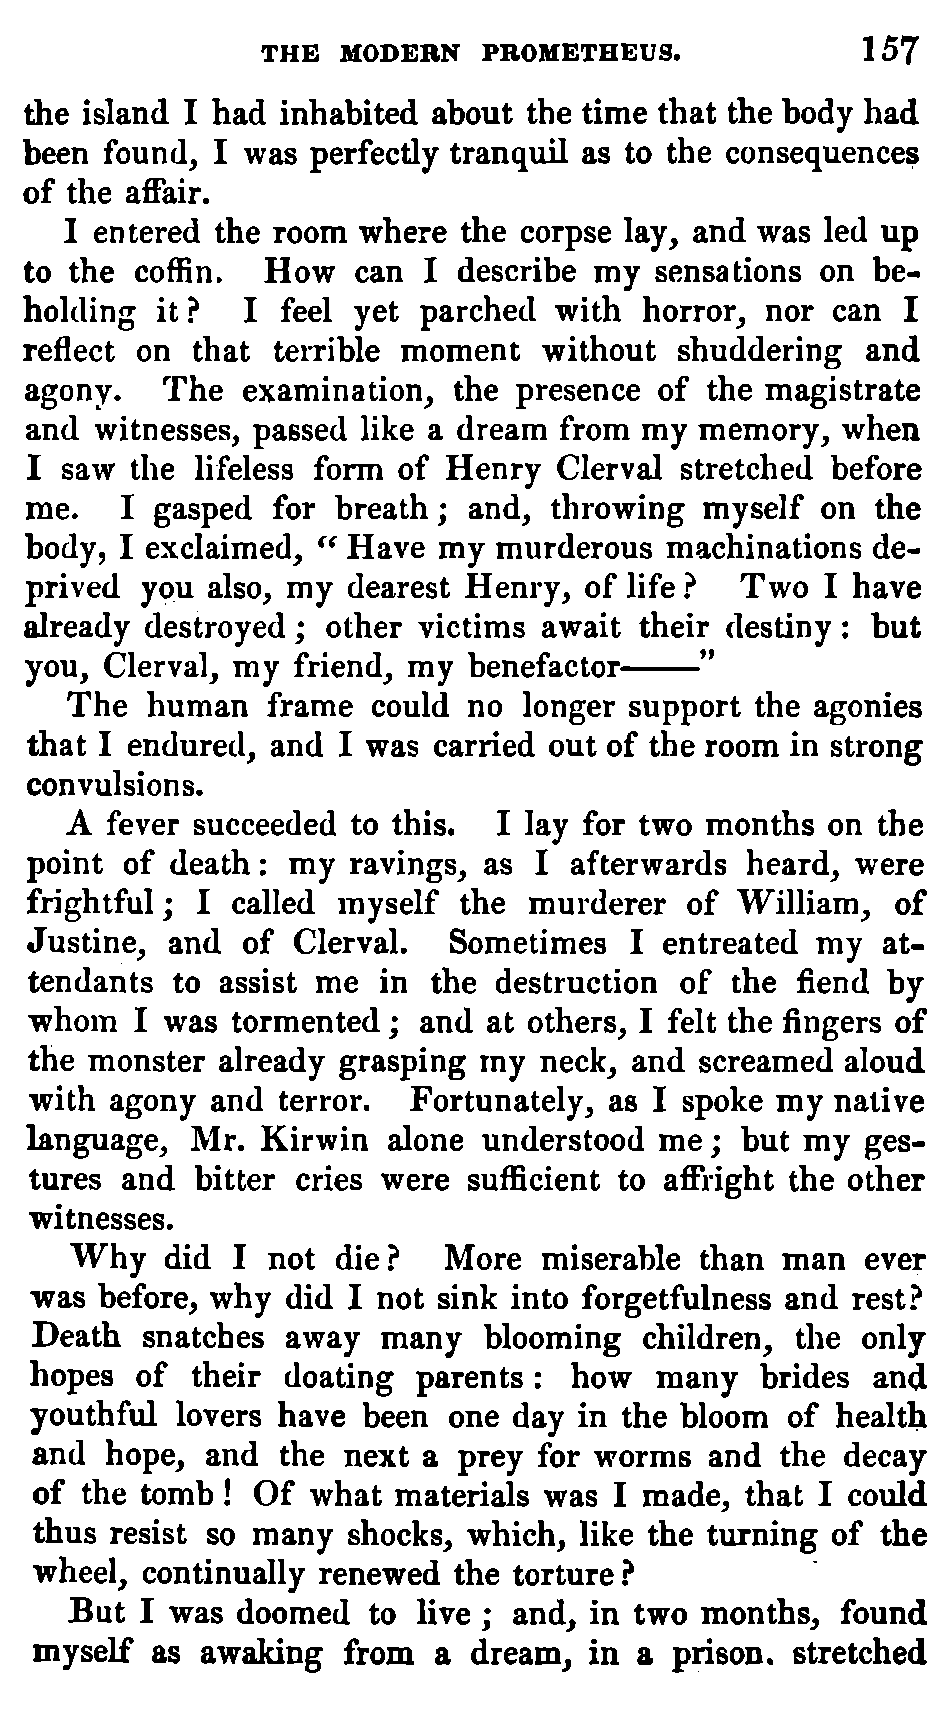 THE MODERN PROMETHEUS. 157
the island I had inhabited about the time that the body had
been found, I was perfectly tranquil as to the consequences
of the affair.
I entered the room where the corpse lay, and was led up
to the coffin. How can I describe my sensations on be-
holding it? I feel yet parched with horror, nor can I
reflect on that terrible moment without shuddering and
agony. The examination, the presence of the magistrate
and witnesses, passed like a dream from my memory, when
I saw the lifeless form of Henry Clerval stretched before
me. I gasped for breath; and, throwing myself on the
body, I exclaimed, “Have my murderous machinations de-
prived you also, my dearest Henry, of life? Two I have
already destroyed; other victims await their destiny: but
you, Clerval, my friend, my benefactor——”
The human frame could no longer support the agonies
that I endured, and I was carried out of the room in strong
convulsions.
A fever succeeded to this. I lay for two months on the
point of death: my ravings, as I afterwards heard, were
frightful; I called myself the murderer of William, of
Justine, and of Clerval. Sometimes I entreated my at-
tendants to assist me in the destruction of the fiend by
whom I was tormented; and at others, I felt the fingers of
the monster already grasping my neck, and screamed aloud
with agony and terror. Fortunately, as I spoke my native
language, Mr. Kirwin alone understood me; but my ges-
tures and bitter cries were sufficient to affright the other
witnesses.
Why did I not die? More miserable than man ever
was before, why did I not sink into forgetfulness and rest?
Death snatches away many blooming children, the only
hopes of their doating parents: how many brides and
youthful lovers have been one day in the bloom of health
and hope, and the next a prey for worms and the decay
of the tomb! Of what materials was I made, that I could
thus resist so many shocks, which, like the turning of the
wheel, continually renewed the torture?
But I was doomed to live; and, in two months, found
myself as awaking from a dream, in a prison. stretched